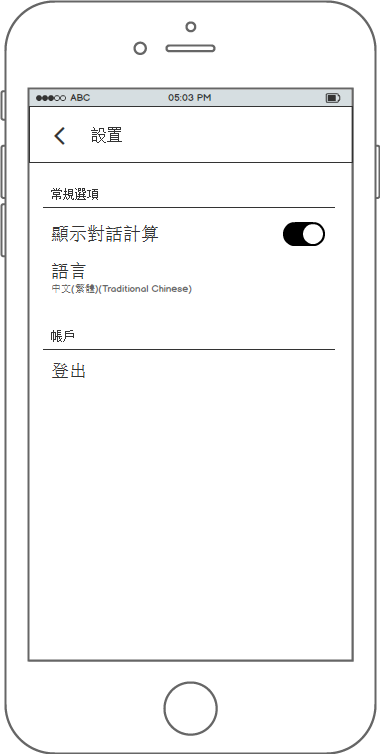 ABC 05:03 PM
設置
常規選項
顯示對話計算
語言
中文(繁體)(Traditional Chinese)
帳戶
登出